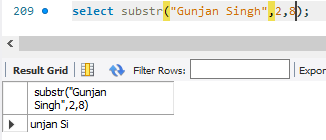 209 select substr("Gunjan Singh",2,8);
Result Grid Filter Rows: Expor
substr("Gunjan
Singh",2,8)
unjan Si